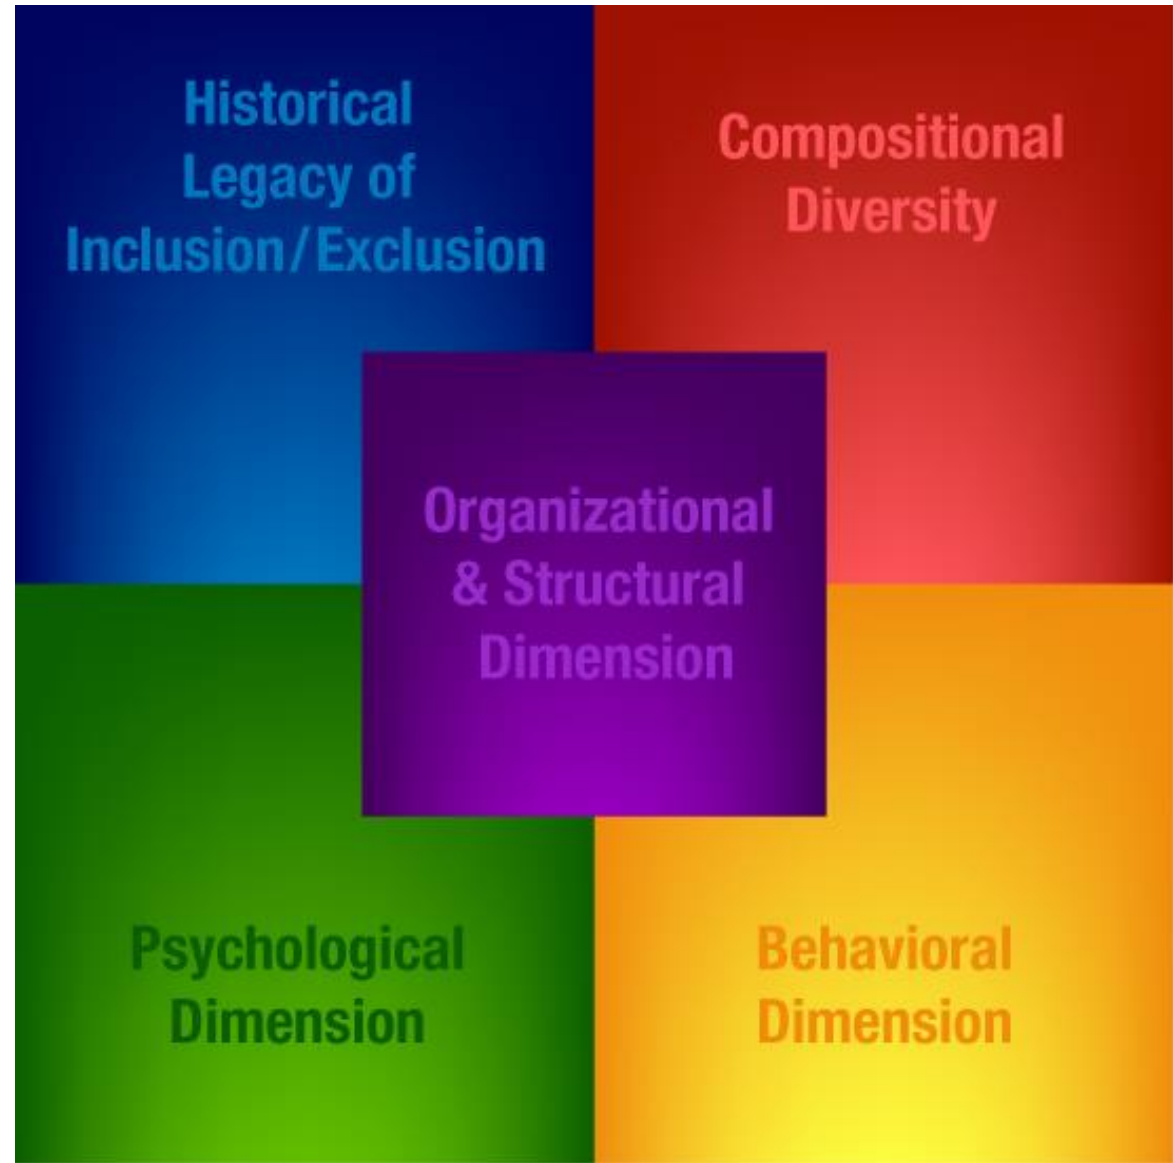 Historical
Legacy of
Inclusion/Exclusion
Compositional
Diversity
Organizational
& Structural
Dimension
Psychological
Dimension
Behavioral
Dimension